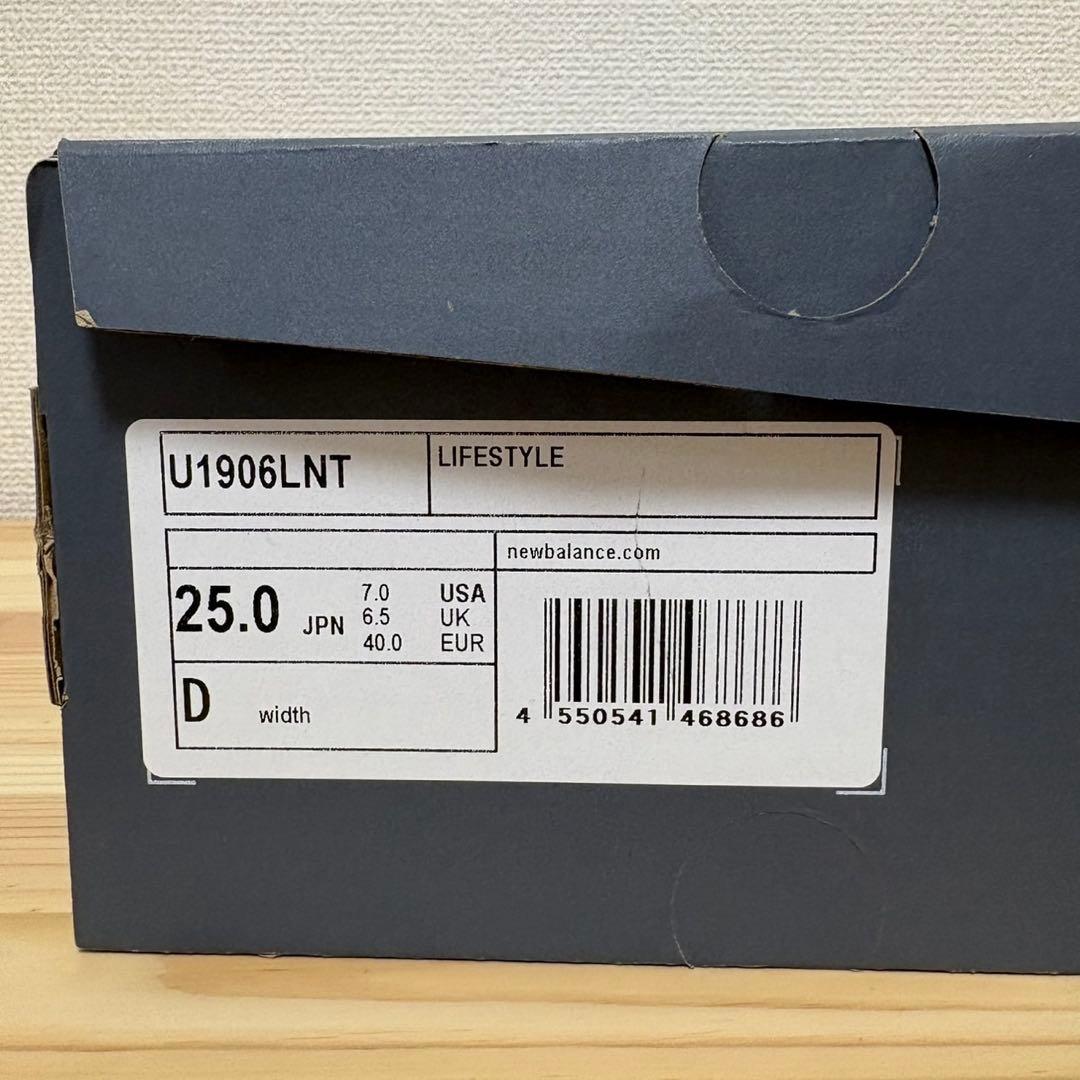 U1906LNT
LIFESTYLE
newbalance.com
25.0 JPN
7.0 USA
6.5 UK
40.0 EUR
D width
4 550541 468686